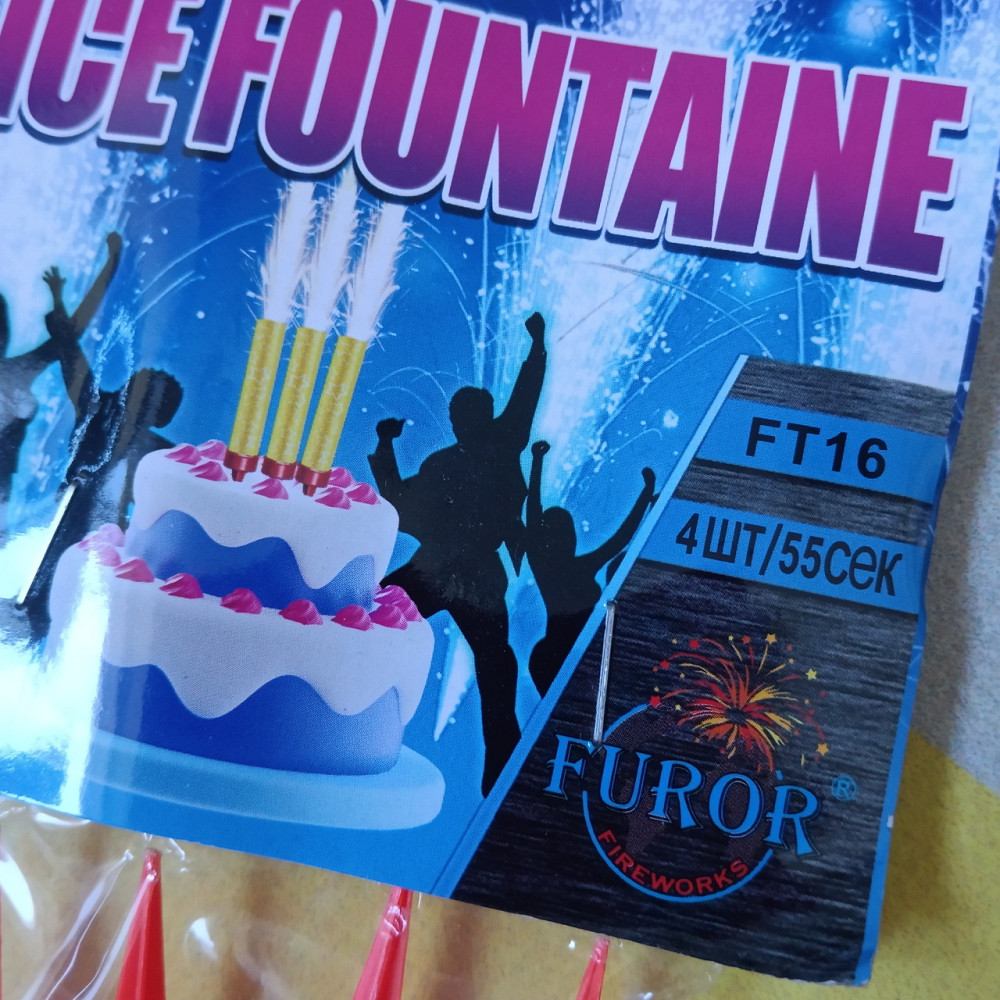 ICE FOUNTAINE
FT16
4ШТ/55сек
FUROR®
FIREWORKS